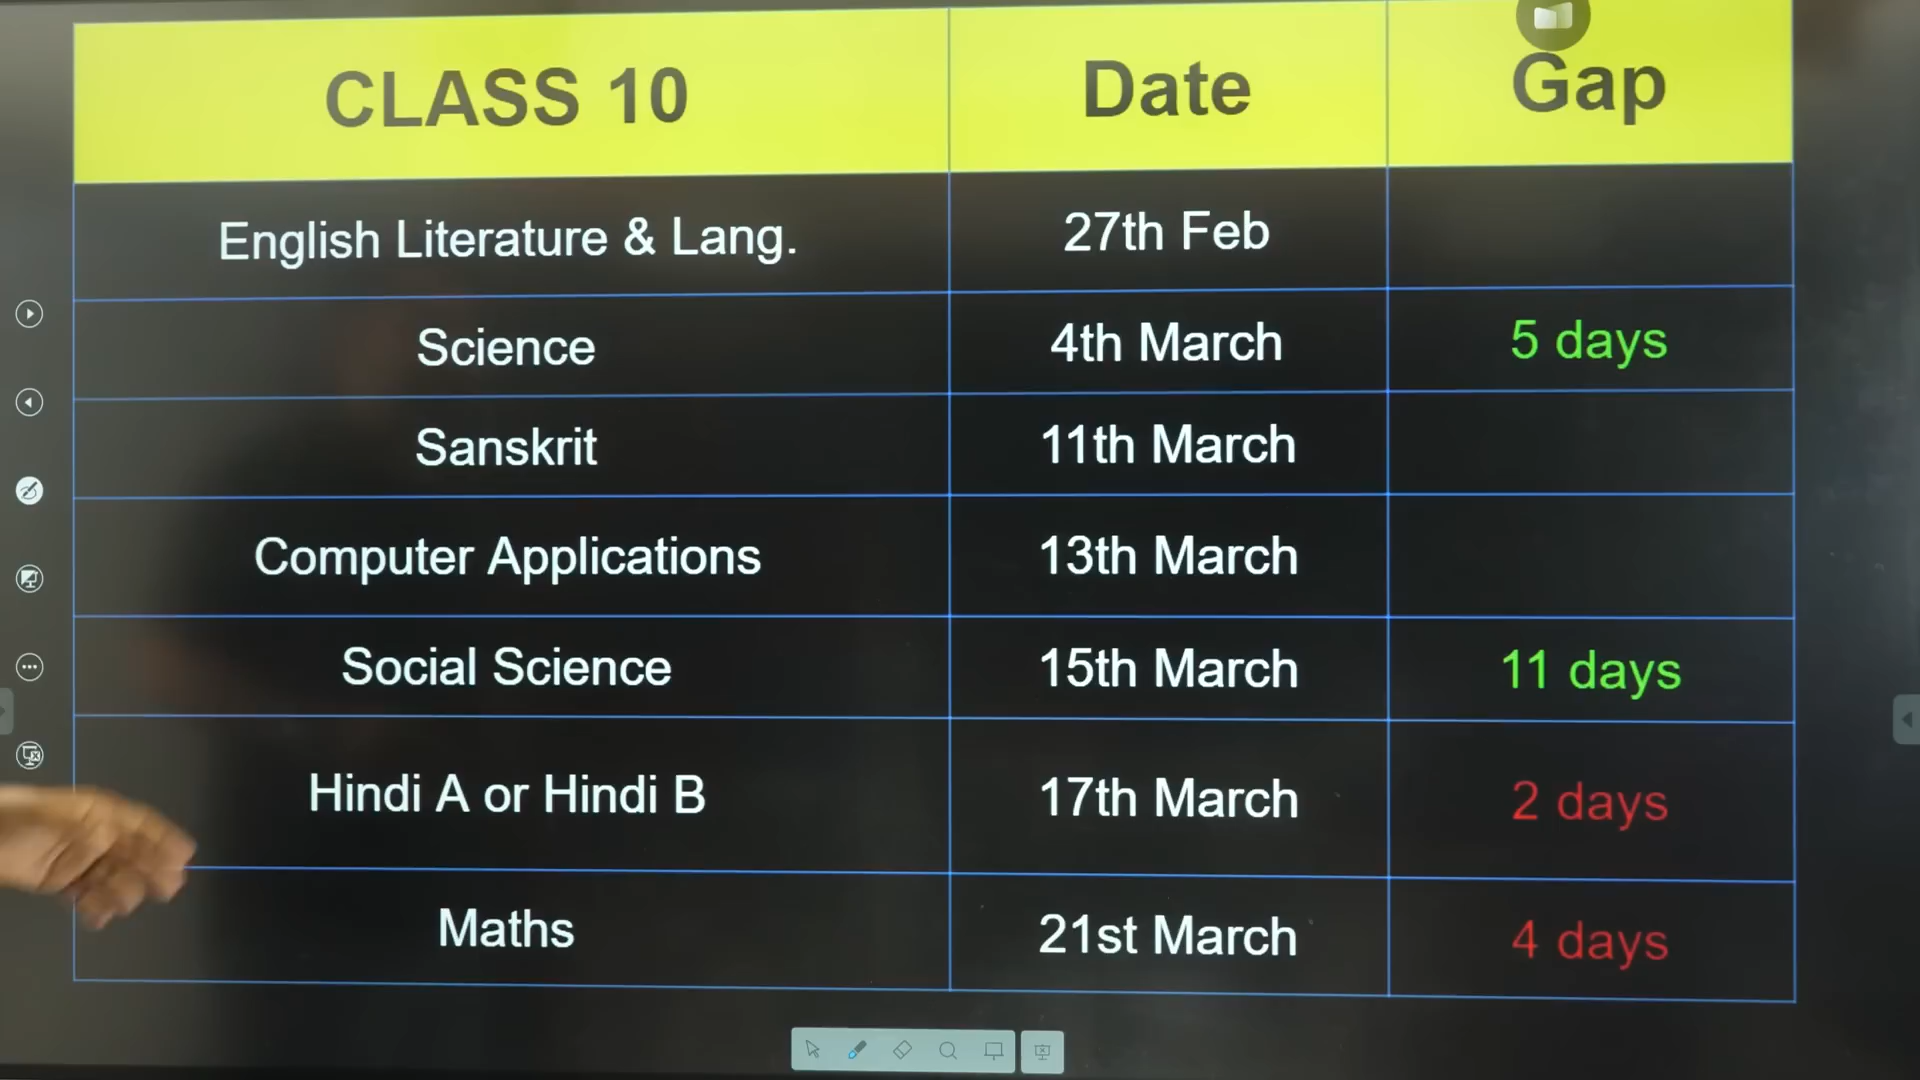 CLASS 10 Date Gap
English Literature & Lang. 27th Feb
Science 4th March 5 days
Sanskrit 11th March
Computer Applications 13th March
Social Science 15th March 11 days
Hindi A or Hindi B 17th March 2 days
Maths 21st March 4 days